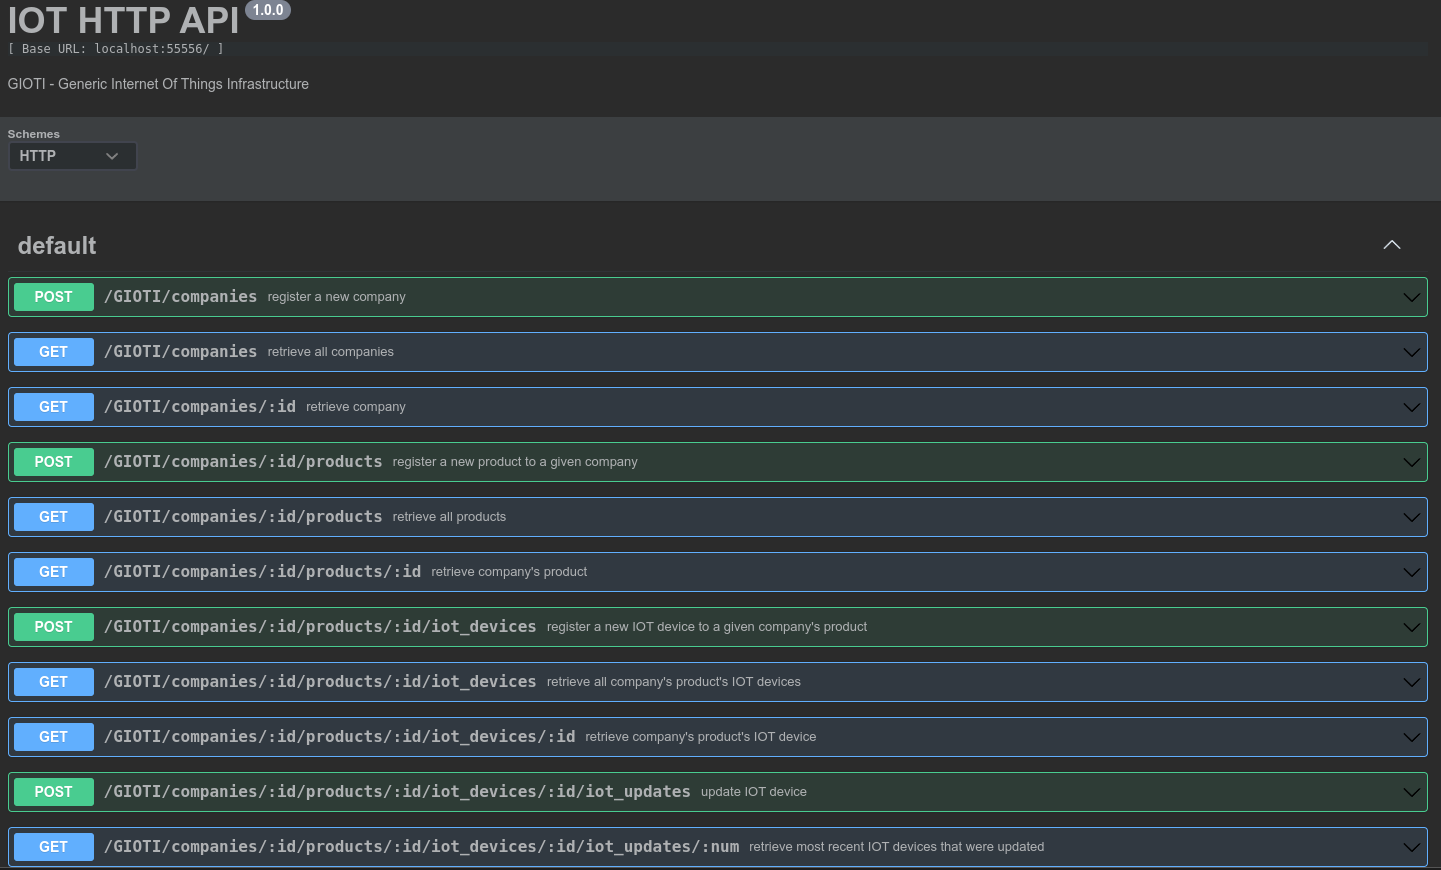 IOT HTTP API 1.0.0
[ Base URL: localhost:55556/ ]
GIOTI - Generic Internet Of Things Infrastructure
Schemes
HTTP
default
POST /GIOTI/companies register a new company
GET /GIOTI/companies retrieve all companies
GET /GIOTI/companies/:id retrieve company
POST /GIOTI/companies/:id/products register a new product to a given company
GET /GIOTI/companies/:id/products retrieve all products
GET /GIOTI/companies/:id/products/:id retrieve company's product
POST /GIOTI/companies/:id/products/:id/iot_devices register a new IOT device to a given company's product
GET /GIOTI/companies/:id/products/:id/iot_devices retrieve all company's product's IOT devices
GET /GIOTI/companies/:id/products/:id/iot_devices/:id retrieve company's product's IOT device
POST /GIOTI/companies/:id/products/:id/iot_devices/:id/iot_updates update IOT device
GET /GIOTI/companies/:id/products/:id/iot_devices/:id/iot_updates/:num retrieve most recent IOT devices that were updated